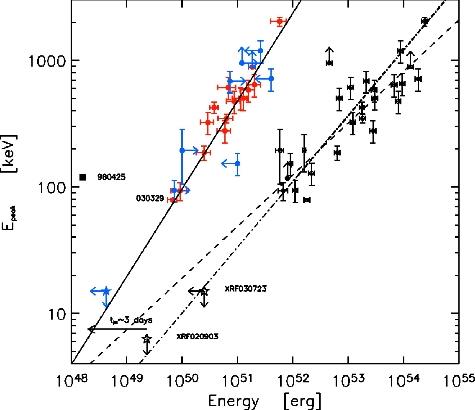 1000
100
10
E_peak [keV]
980425
030329
XRF030723
t_jet~3 days
XRF020903
10^48 10^49 10^50 10^51 10^52 10^53 10^54 10^55
Energy [erg]